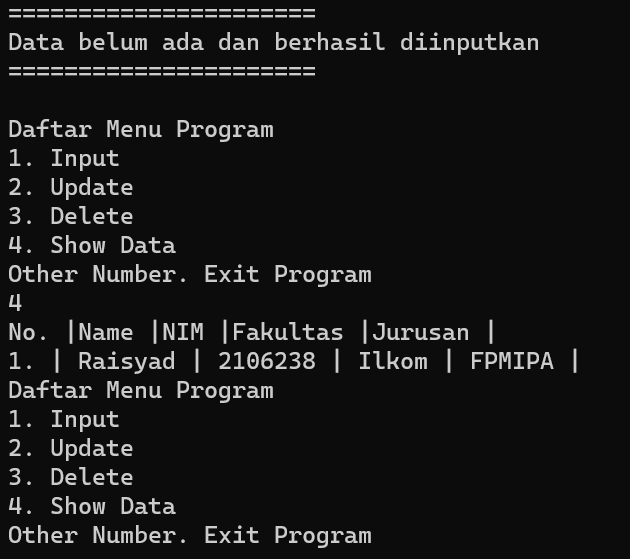 ======================
Data belum ada dan berhasil diinputkan
======================
Daftar Menu Program
1. Input
2. Update
3. Delete
4. Show Data
Other Number. Exit Program
4
No. |Name |NIM |Fakultas |Jurusan |
1. | Raisyad | 2106238 | Ilkom | FPMIPA |
Daftar Menu Program
1. Input
2. Update
3. Delete
4. Show Data
Other Number. Exit Program